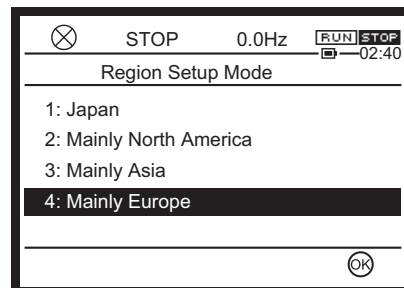 STOP 0.0Hz RUN STOP
02:40
Region Setup Mode
1: Japan
2: Mainly North America
3: Mainly Asia
4: Mainly Europe
OK